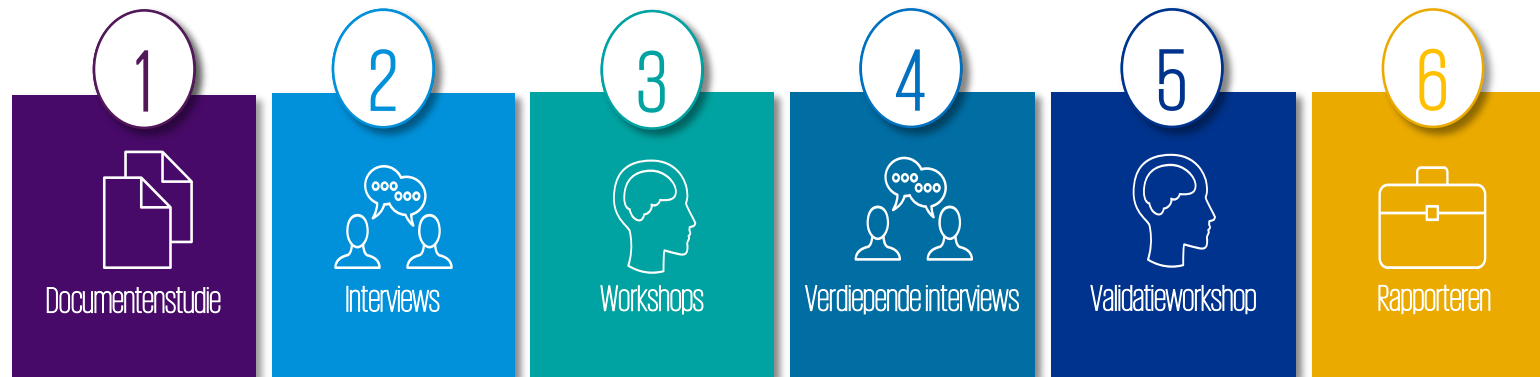 1
2
3
4
5
6
Documentenstudie
Interviews
Workshops
Verdiepende interviews
Validatieworkshop
Rapporteren